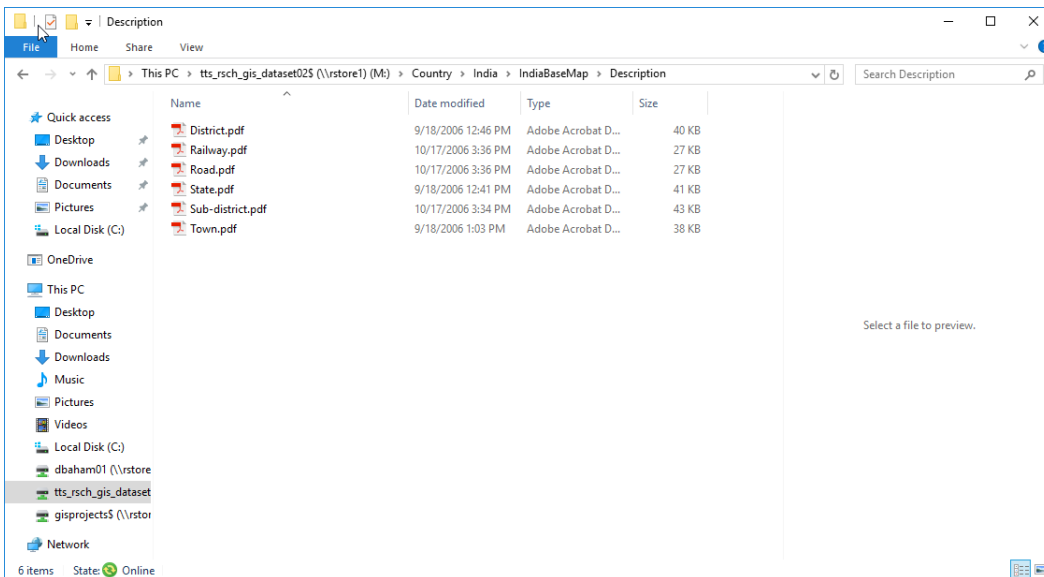 Description
File Home Share View
This PC > tts_rsch_gis_dataset02$ (\\rstore1) (M:) > Country > India > IndiaBaseMap > Description
Search Description
Name Date modified Type Size
District.pdf 9/18/2006 12:46 PM Adobe Acrobat D... 40 KB
Railway.pdf 10/17/2006 3:36 PM Adobe Acrobat D... 27 KB
Road.pdf 10/17/2006 3:36 PM Adobe Acrobat D... 27 KB
State.pdf 9/18/2006 12:41 PM Adobe Acrobat D... 41 KB
Sub-district.pdf 10/17/2006 3:34 PM Adobe Acrobat D... 43 KB
Town.pdf 9/18/2006 1:03 PM Adobe Acrobat D... 38 KB
Quick access
Desktop
Downloads
Documents
Pictures
Local Disk (C:)
OneDrive
This PC
Desktop
Documents
Downloads
Music
Pictures
Videos
Local Disk (C:)
dbaham01 (\\rstore
tts_rsch_gis_dataset
gisprojects$ (\\rstor
Network
Select a file to preview.
6 items State: Online